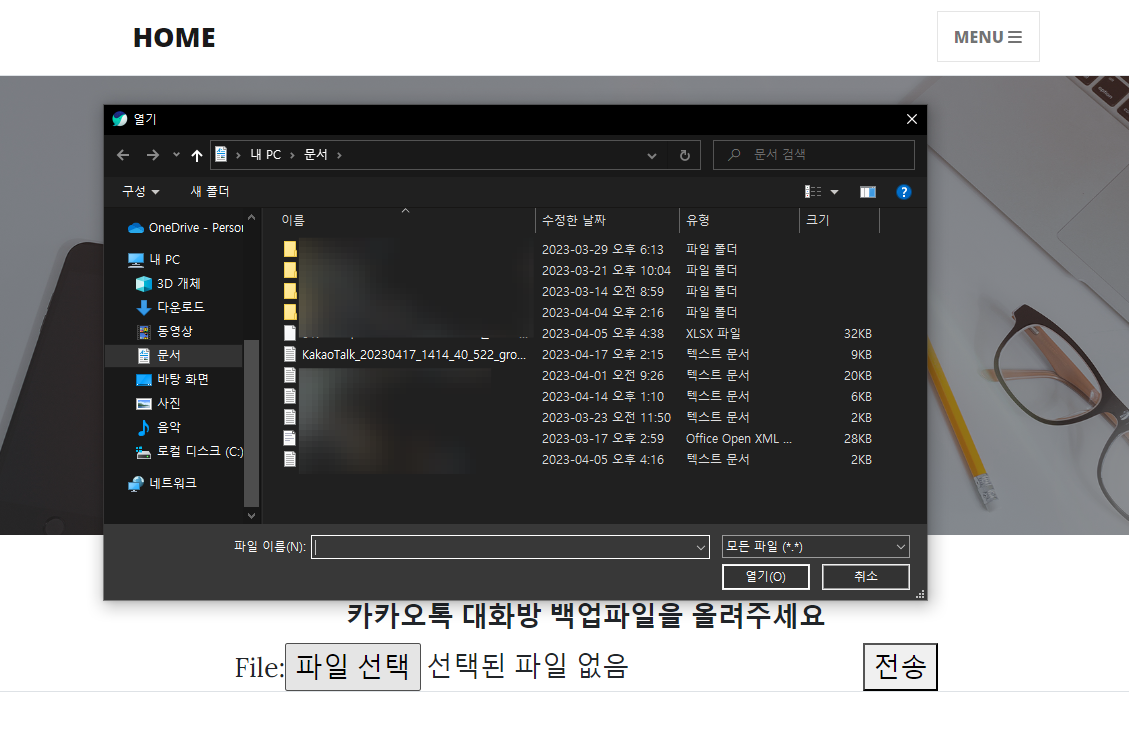 HOME
MENU
열기
내 PC
문서
문서 검색
구성
새 폴더
OneDrive - Person
내 PC
3D 개체
다운로드
동영상
문서
바탕 화면
사진
음악
로컬 디스크 (C:)
네트워크
이름 수정한 날짜 유형 크기
2023-03-29 오후 6:13 파일 폴더
2023-03-21 오후 10:04 파일 폴더
2023-03-14 오전 8:59 파일 폴더
2023-04-04 오후 2:16 파일 폴더
2023-04-05 오후 4:38 XLSX 파일 32KB
KakaoTalk_20230417_1414_40_522_gro... 2023-04-17 오후 2:15 텍스트 문서 9KB
2023-04-01 오전 9:26 텍스트 문서 20KB
2023-04-14 오후 1:10 텍스트 문서 6KB
2023-03-23 오전 11:50 텍스트 문서 2KB
2023-03-17 오후 2:59 Office Open XML ... 28KB
2023-04-05 오후 4:16 텍스트 문서 2KB
파일 이름(N):
모든 파일 (*.*)
열기(O) 취소
카카오톡 대화방 백업파일을 올려주세요
File: 파일 선택 선택된 파일 없음 전송